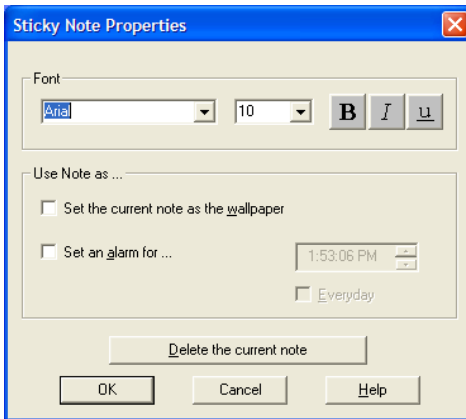 Sticky Note Properties
Font
Arial 10 B I u
Use Note as ...
Set the current note as the wallpaper
Set an alarm for ... 1:53:06 PM
Everyday
Delete the current note
OK Cancel Help